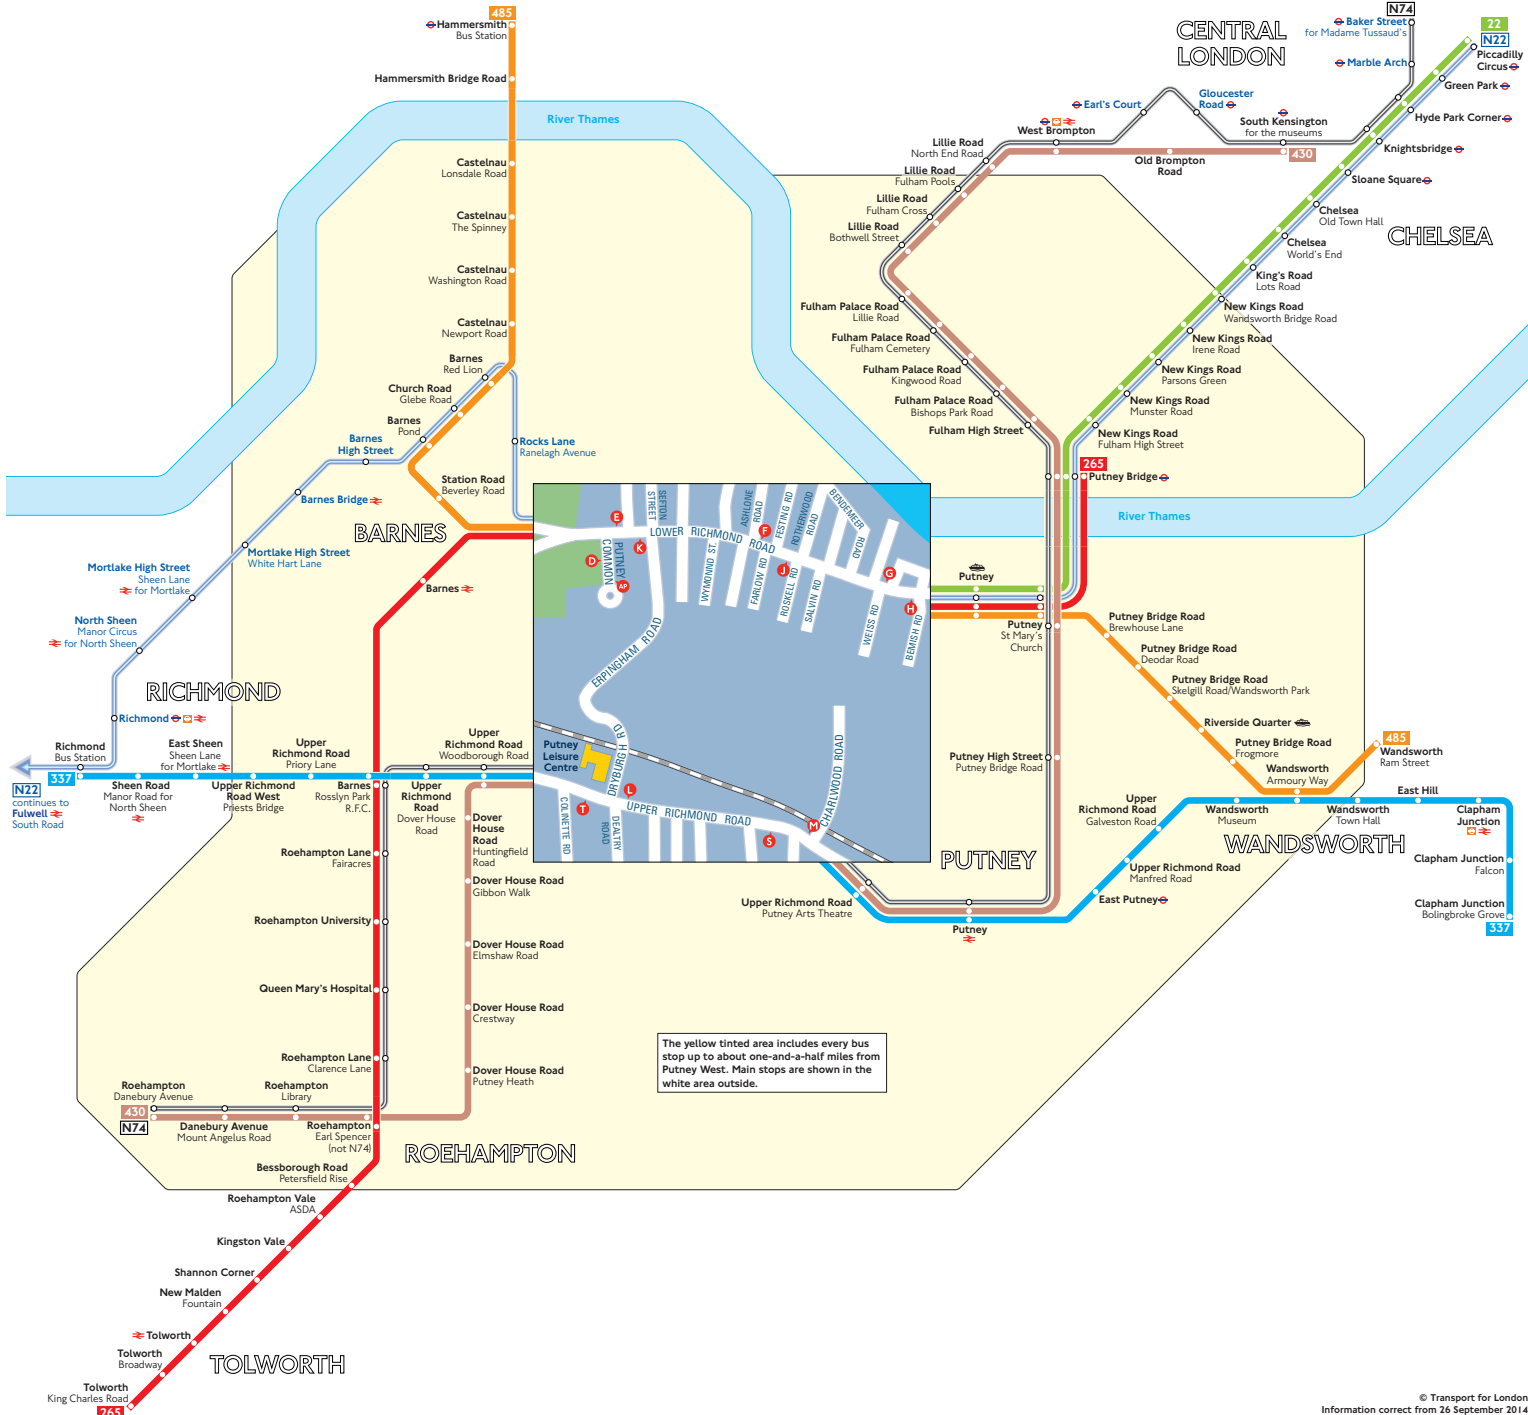 485
Hammersmith
Bus Station
Hammersmith Bridge Road
River Thames
Castelnau
Lonsdale Road
Castelnau
The Spinney
Castelnau
Washington Road
Castelnau
Newport Road
Barnes
Red Lion
Church Road
Glebe Road
Barnes
Pond
Barnes
High Street
Rocks Lane
Ranelagh Avenue
Barnes Bridge
Station Road
Beverley Road
BARNES
Mortlake High Street
White Hart Lane
Mortlake High Street
Sheen Lane
for Mortlake
North Sheen
Manor Circus
for North Sheen
Barnes
RICHMOND
Richmond
Richmond
Bus Station
337
N22
continues to
Fulwell
South Road
East Sheen
Sheen Lane
for Mortlake
Upper
Richmond Road
Priory Lane
Upper
Richmond Road
Woodborough Road
Sheen Road
Manor Road for
North Sheen
Upper Richmond
Road West
Priests Bridge
Barnes
Rosslyn Park
R.F.C.
Upper
Richmond
Road
Dover House
Road
Dover
House
Road
Huntingfield
Road
Roehampton Lane
Fairacres
Dover House Road
Gibbon Walk
Roehampton University
Dover House Road
Elmshaw Road
Queen Mary's Hospital
Dover House Road
Crestway
Roehampton Lane
Clarence Lane
Dover House Road
Putney Heath
Roehampton
Danebury Avenue
Roehampton
Library
430
N74
Danebury Avenue
Mount Angelus Road
Roehampton
Earl Spencer
(not N74)
ROEHAMPTON
Bessborough Road
Petersfield Rise
Roehampton Vale
ASDA
Kingston Vale
Shannon Corner
New Malden
Fountain
Tolworth
Tolworth
Broadway
TOLWORTH
Tolworth
King Charles Road
265
CENTRAL
LONDON
N74
Baker Street
for Madame Tussaud's
Marble Arch
22
N22
Piccadilly
Circus
Green Park
Hyde Park Corner
Knightsbridge
Sloane Square
Chelsea
Old Town Hall
CHELSEA
Chelsea
World's End
King's Road
Lots Road
New Kings Road
Wandsworth Bridge Road
New Kings Road
Irene Road
New Kings Road
Parsons Green
New Kings Road
Munster Road
New Kings Road
Fulham High Street
Earl's Court
Gloucester
Road
West Brompton
South Kensington
for the museums
430
Old Brompton
Road
Lillie Road
North End Road
Lillie Road
Fulham Pools
Lillie Road
Fulham Cross
Lillie Road
Bothwell Street
Fulham Palace Road
Lillie Road
Fulham Palace Road
Fulham Cemetery
Fulham Palace Road
Kingwood Road
Fulham Palace Road
Bishops Park Road
Fulham High Street
265
Putney Bridge
River Thames
Putney
Putney
St Mary's
Church
Putney Bridge Road
Brewhouse Lane
Putney Bridge Road
Deodar Road
Putney Bridge Road
Skelgill Road/Wandsworth Park
Riverside Quarter
Putney Bridge Road
Frogmore
485
Wandsworth
Ram Street
Wandsworth
Armoury Way
Putney High Street
Putney Bridge Road
Upper
Richmond Road
Galveston Road
Wandsworth
Museum
Wandsworth
Town Hall
East Hill
Clapham
Junction
WANDSWORTH
Clapham Junction
Falcon
Clapham Junction
Bolingbroke Grove
337
Upper Richmond Road
Manfred Road
East Putney
PUTNEY
Upper Richmond Road
Putney Arts Theatre
Putney
SEFTON
STREET
LOWER RICHMOND ROAD
WYMOND ST.
ASHLONE
ROAD
FESTING RD
ROTHERWOOD
ROAD
BENDEMEER
ROAD
FARLOW RD
ROSKELL RD
SALVIN RD
WEISS RD
BEMISH RD
PUTNEY
COMMON
ERPINGHAM ROAD
DRYBURGH RD
Putney
Leisure
Centre
UPPER RICHMOND ROAD
CHARLWOOD ROAD
COLINETTE RD
DEALTRY
ROAD
E
K
D
AP
F
J
G
H
L
T
S
M
The yellow tinted area includes every bus
stop up to about one-and-a-half miles from
Putney West. Main stops are shown in the
white area outside.
© Transport for London
Information correct from 26 September 2014